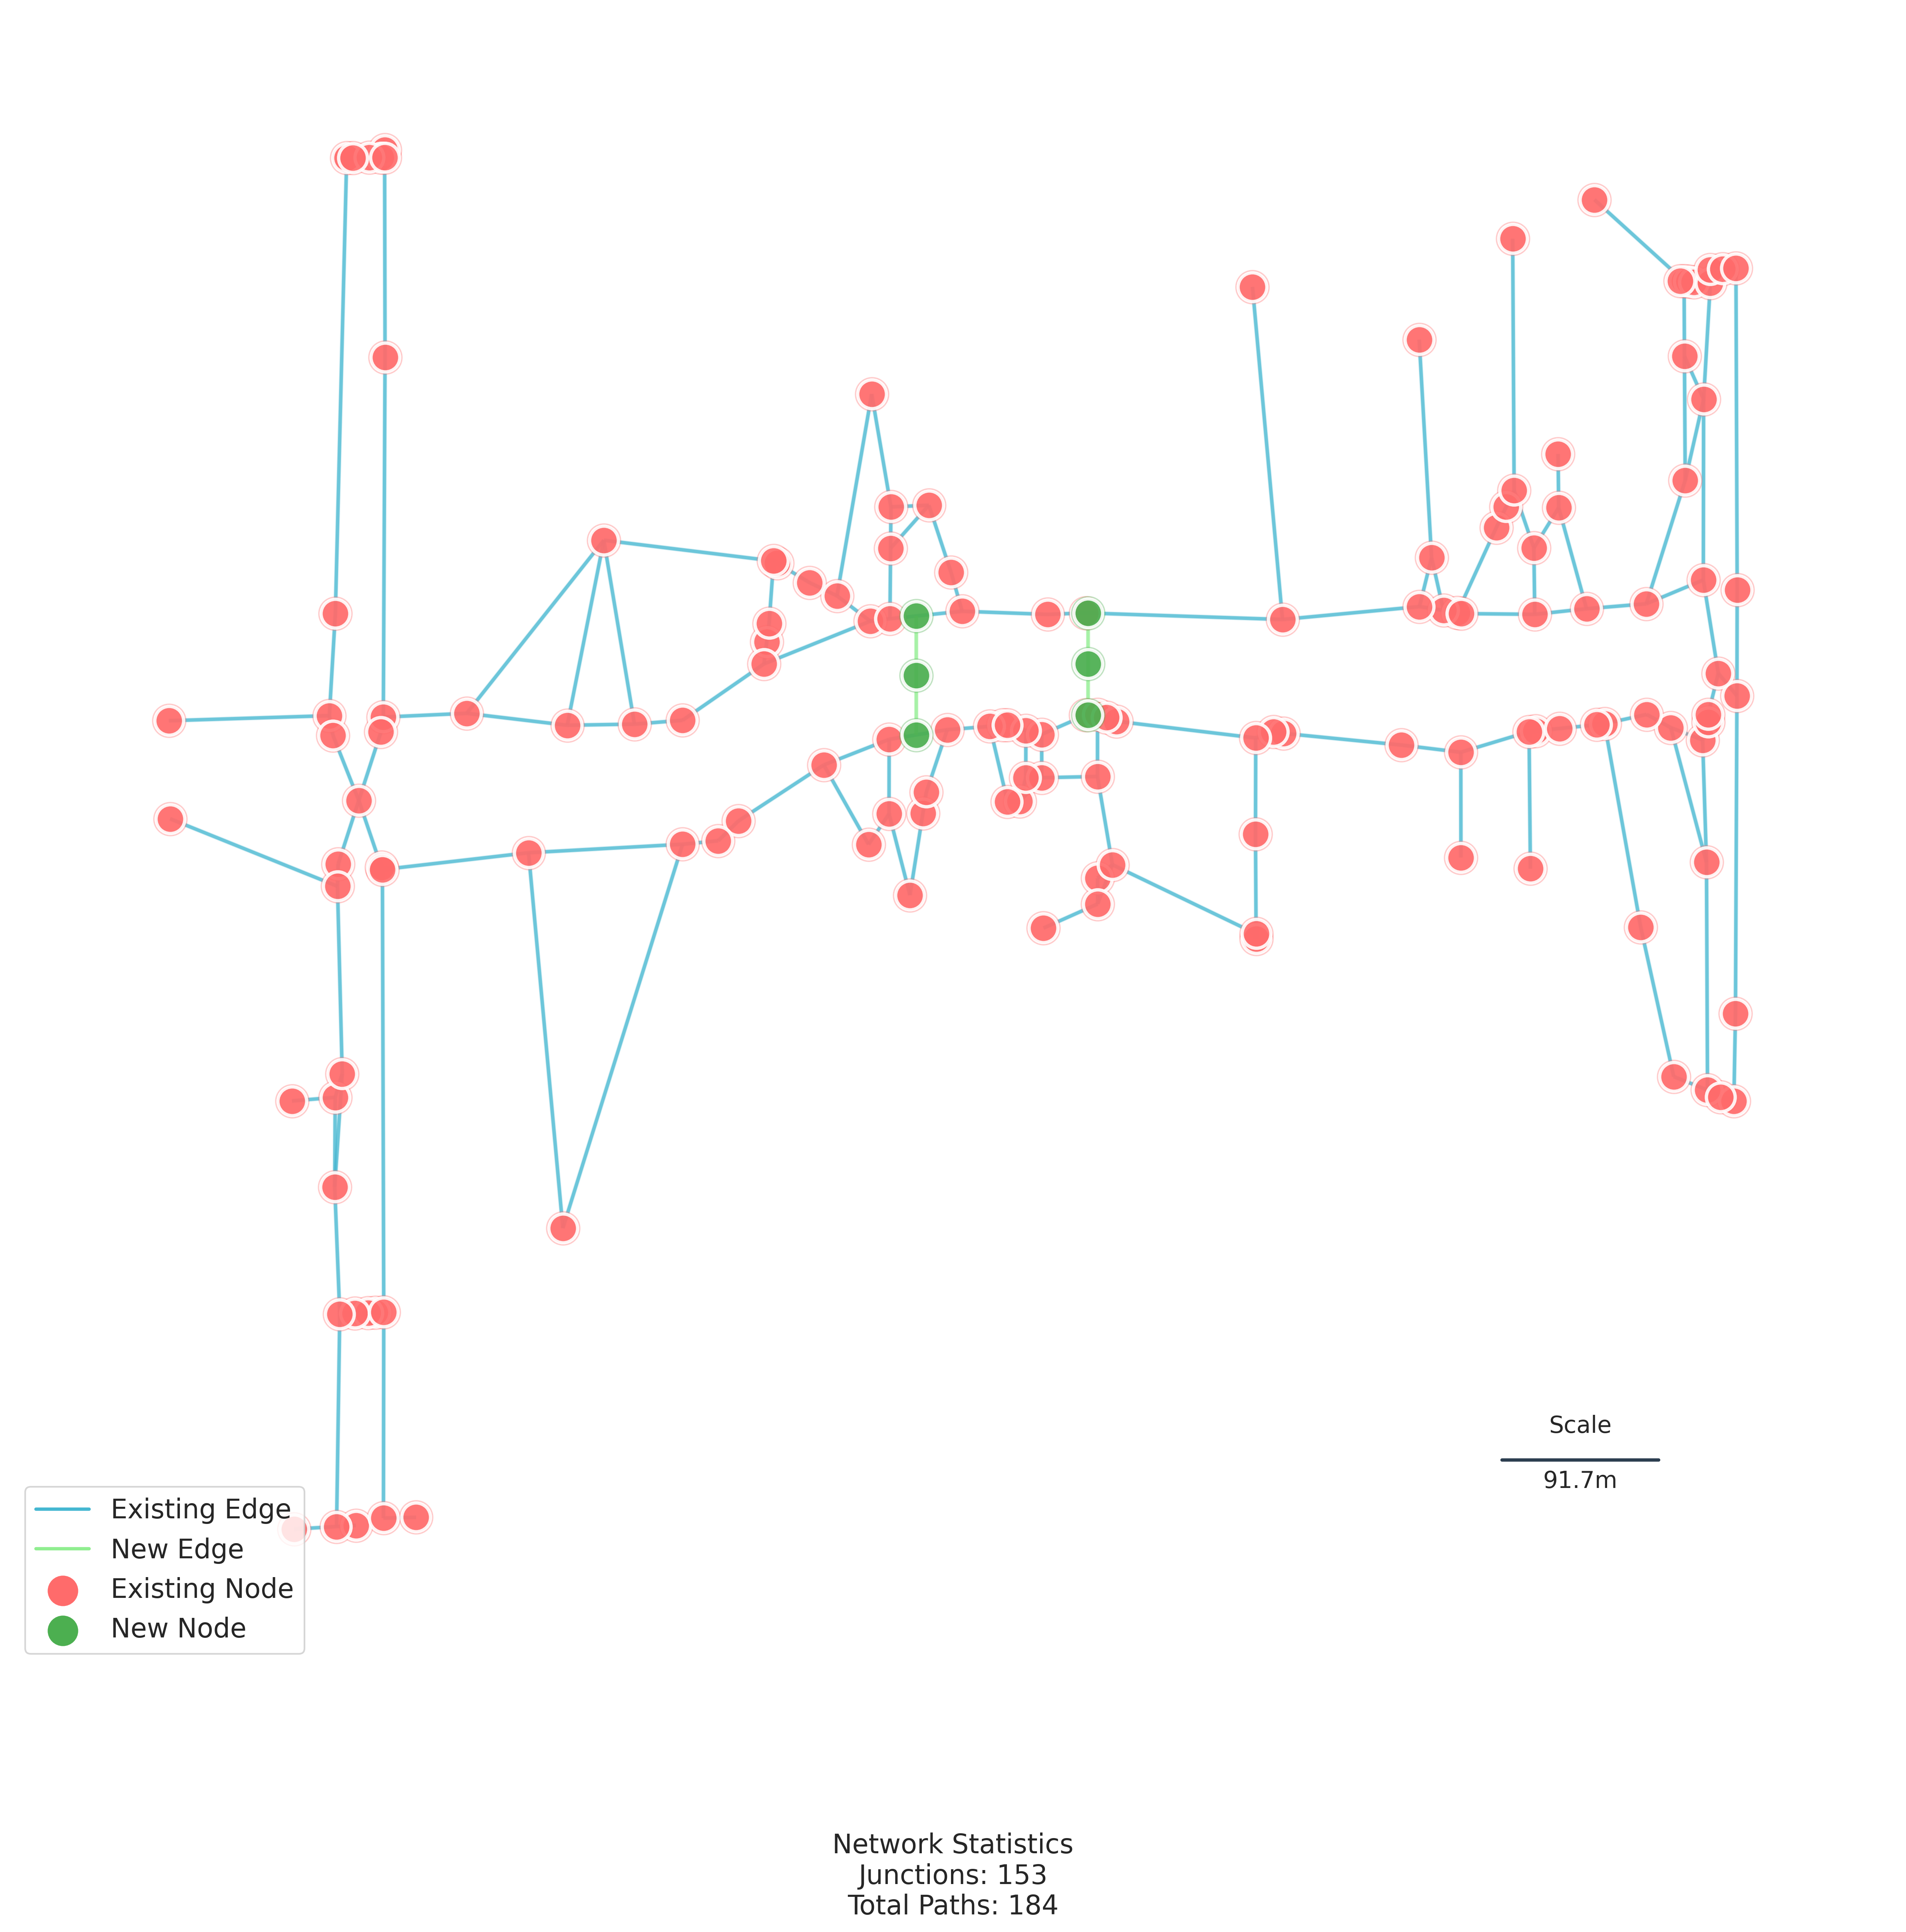 Scale
91.7m
Existing Edge
New Edge
Existing Node
New Node
Network Statistics
Junctions: 153
Total Paths: 184